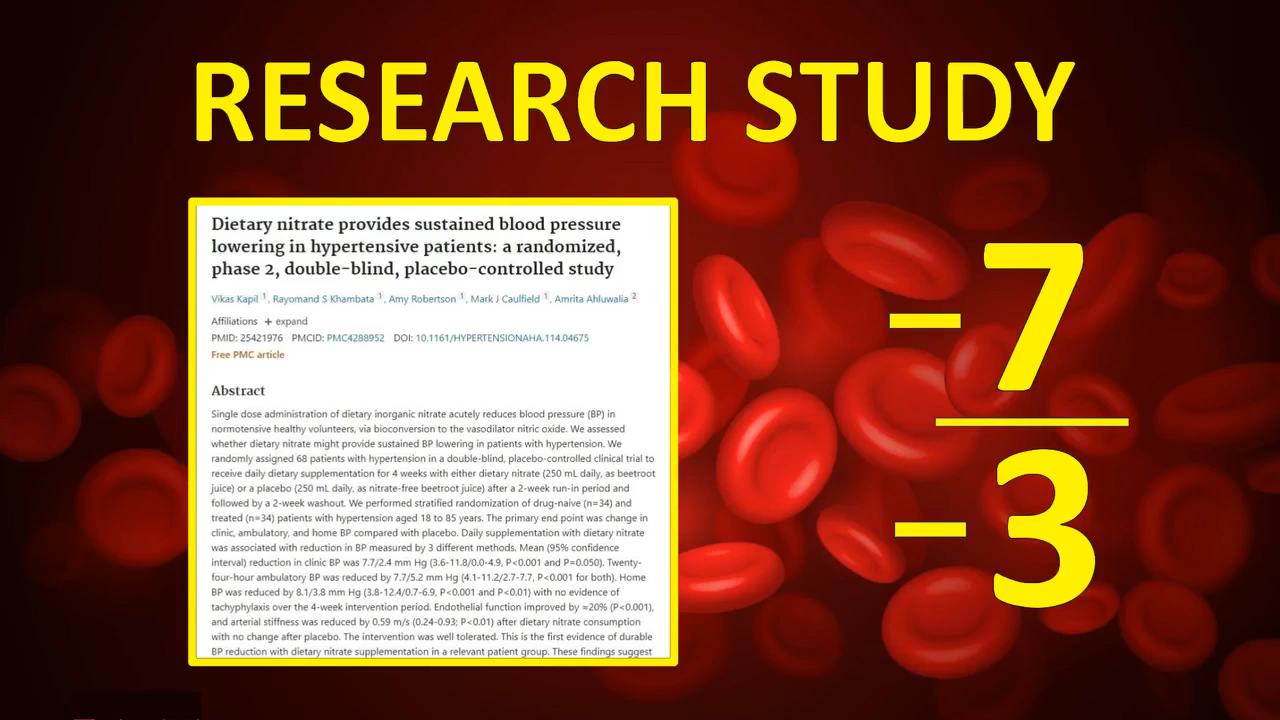 RESEARCH STUDY
Dietary nitrate provides sustained blood pressure
lowering in hypertensive patients: a randomized,
phase 2, double-blind, placebo-controlled study
Vikas Kapil 1, Rayomand S Khambata 1, Amy Robertson 1, Mark J Caulfield 1, Amrita Ahluwalia 2
Affiliations + expand
PMID: 25421976 PMCID: PMC4288952 DOI: 10.1161/HYPERTENSIONAHA.114.04675
Free PMC article
Abstract
Single dose administration of dietary inorganic nitrate acutely reduces blood pressure (BP) in
normotensive healthy volunteers, via bioconversion to the vasodilator nitric oxide. We assessed
whether dietary nitrate might provide sustained BP lowering in patients with hypertension. We
randomly assigned 68 patients with hypertension in a double-blind, placebo-controlled clinical trial to
receive daily dietary supplementation for 4 weeks with either dietary nitrate (250 mL daily, as beetroot
juice) or a placebo (250 mL daily, as nitrate-free beetroot juice) after a 2-week run-in period and
followed by a 2-week washout. We performed stratified randomization of drug-naive (n=34) and
treated (n=34) patients with hypertension aged 18 to 85 years. The primary end point was change in
clinic, ambulatory, and home BP compared with placebo. Daily supplementation with dietary nitrate
was associated with reduction in BP measured by 3 different methods. Mean (95% confidence
interval) reduction in clinic BP was 7.7/2.4 mm Hg (3.6-11.8/0.0-4.9, P<0.001 and P=0.050). Twenty-
four-hour ambulatory BP was reduced by 7.7/5.2 mm Hg (4.1-11.2/2.7-7.7, P<0.001 for both). Home
BP was reduced by 8.1/3.8 mm Hg (3.8-12.4/0.7-6.9, P<0.001 and P<0.01) with no evidence of
tachyphylaxis over the 4-week intervention period. Endothelial function improved by ≈20% (P<0.001),
and arterial stiffness was reduced by 0.59 m/s (0.24-0.93; P<0.01) after dietary nitrate consumption
with no change after placebo. The intervention was well tolerated. This is the first evidence of durable
BP reduction with dietary nitrate supplementation in a relevant patient group. These findings suggest
-7
-3